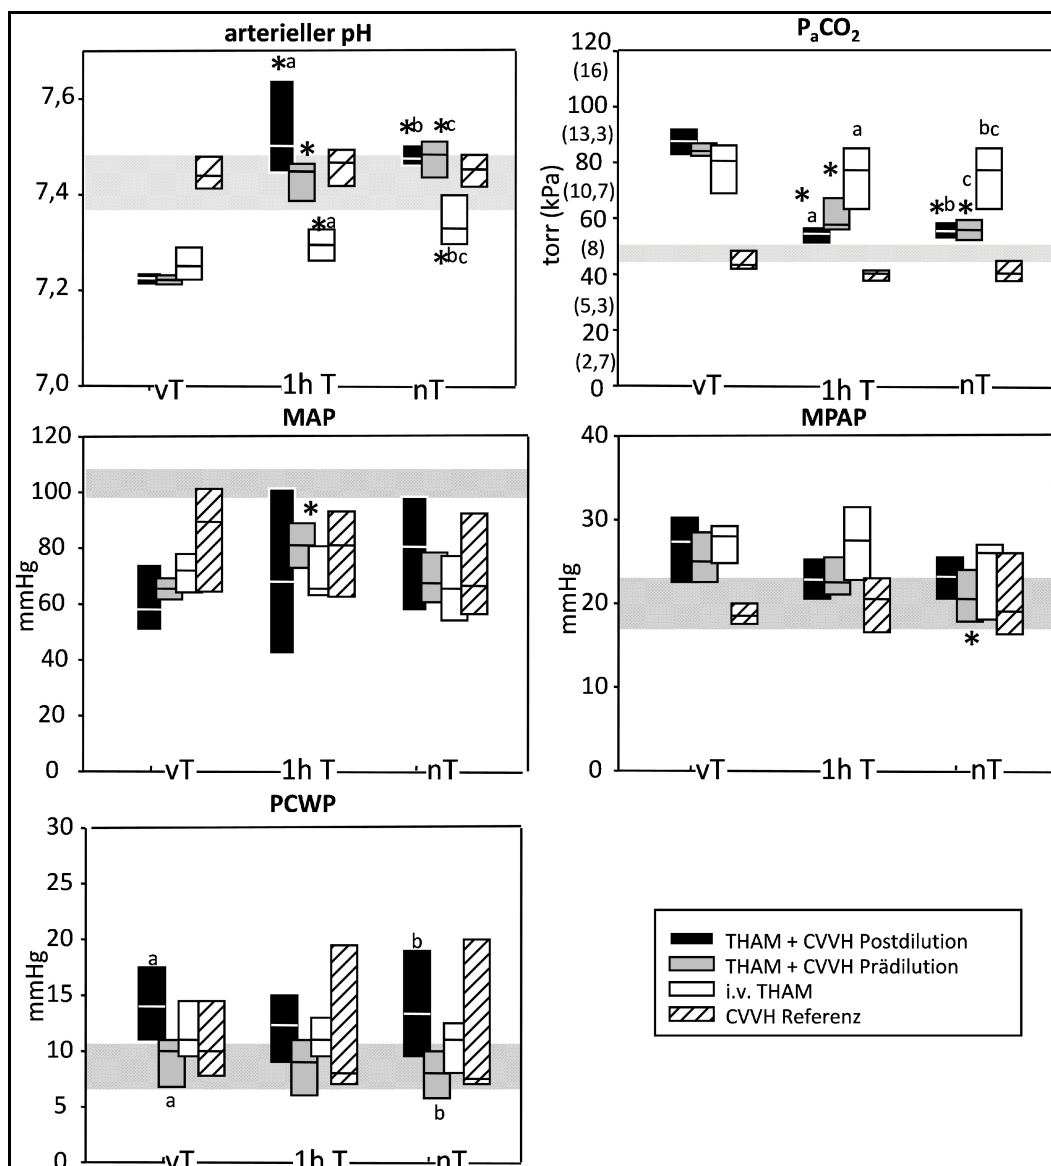 arterieller pH
7,6
7,4
7,2
7,0
*a
*
*a
*b *c
*bc
vT 1h T nT
PₐCO₂
torr (kPa)
120
(16)
100
(13,3)
80
(10,7)
60
(8)
40
(5,3)
20
(2,7)
0
a
*
*
a
bc
c
*b *
vT 1h T nT
MAP
mmHg
120
100
80
60
40
20
0
*
vT 1h T nT
MPAP
mmHg
40
30
20
10
0
*
vT 1h T nT
PCWP
mmHg
30
25
20
15
10
5
0
a
a
b
b
vT 1h T nT
THAM + CVVH Postdilution
THAM + CVVH Prädilution
i.v. THAM
CVVH Referenz